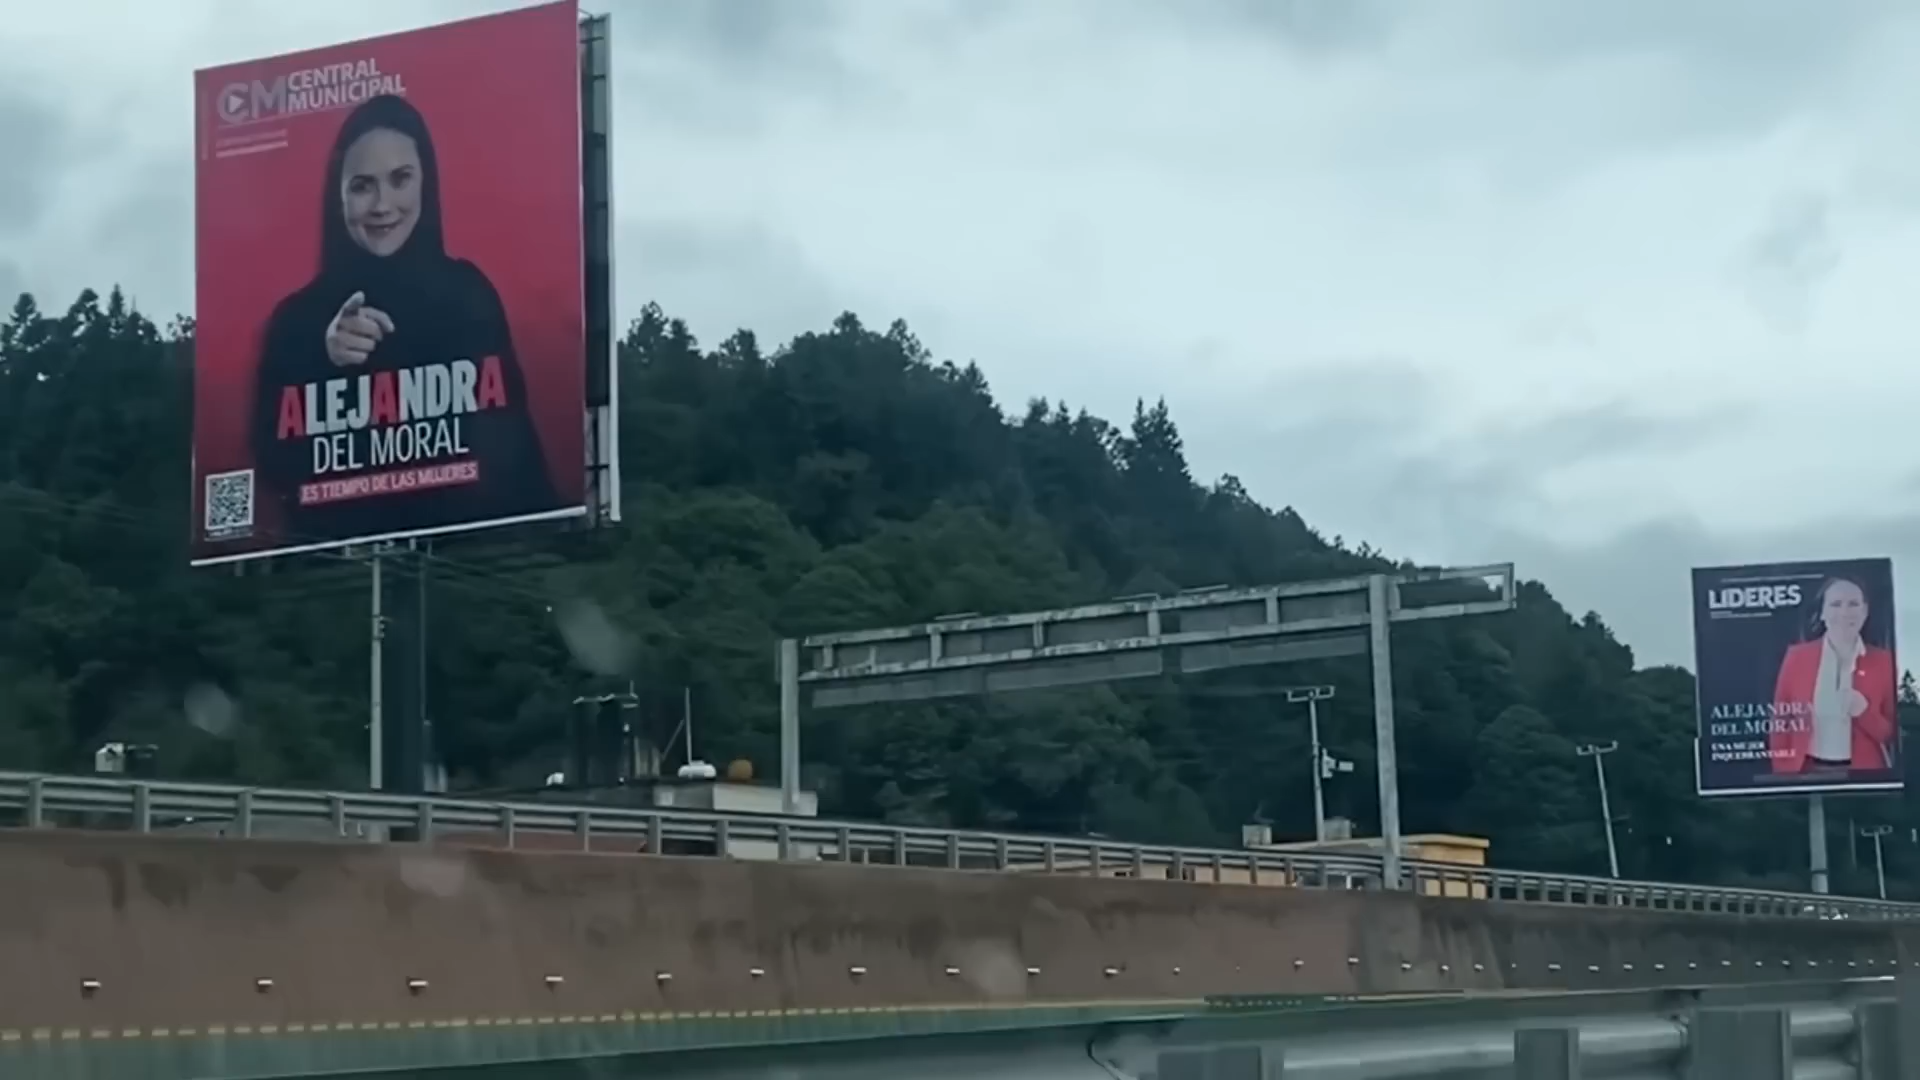 CM CENTRAL
MUNICIPAL
ALEJANDRA
DEL MORAL
ES TIEMPO DE LAS MUJERES
LIDERES
ALEJANDRA
DEL MORAL
UNA MUJER
INQUEBRANTABLE